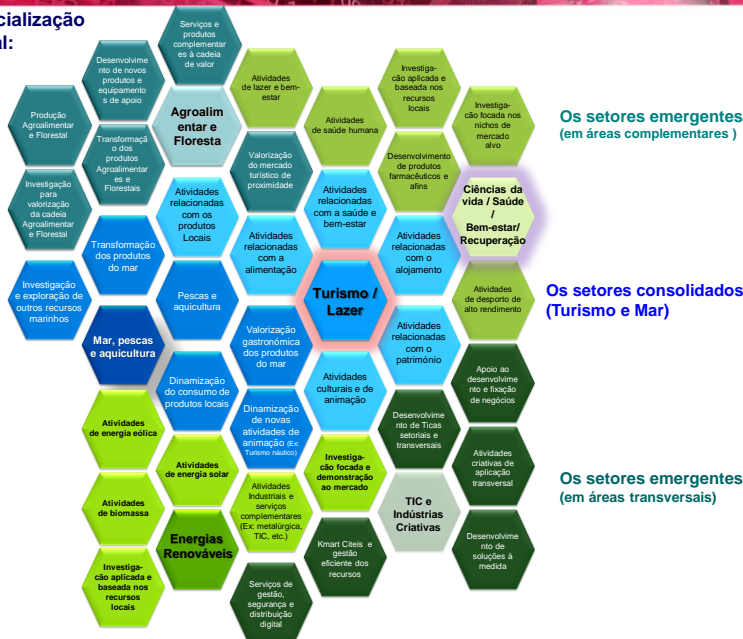 cialização
al:
Serviços e
produtos
complementar
es à cadeia
de valor
Desenvolvime
nto de novos
produtos e
equipamento
s de apoio
Atividades
de lazer e bem-
estar
Investiga-
cão aplicada e
baseada nos
recursos
locais
Produção
Agroalimentar
e Florestal
Agroalim
entar e
Floresta
Atividades
de saúde humana
Investiga-
cão focada nos
nichos de
mercado
alvo
Os setores emergentes
(em áreas complementares )
Transformaçã
o dos
produtos
Agroalimentar
es e
Florestais
Valorização
do mercado
turístico de
proximidade
Desenvolvimento
de produtos
farmacêuticos e
afins
Investigação
para
valorização
da cadeia
Agroalimentar
e Florestal
Atividades
relacionadas
com os
produtos
Locais
Atividades
relacionadas
com a saúde e
bem-estar
Ciências da
vida / Saúde
/
Bem-estar/
Recuperação
Transformação
dos produtos
do mar
Atividades
relacionadas
com a
alimentação
Atividades
relacionadas
com o
alojamento
Investigação
e exploração de
outros recursos
marinhos
Pescas e
aquicultura
Turismo /
Lazer
Atividades
de desporto de
alto rendimento
Os setores consolidados
(Turismo e Mar)
Mar, pescas
e aquicultura
Valorização
gastronómica
dos produtos
do mar
Atividades
relacionadas
com o
património
Dinamização
do consumo de
produtos locais
Atividades
culturais e de
animação
Apoio ao
desenvolvime
nto e fixação
de negócios
Atividades
de energia eólica
Dinamização
de novas
atividades de
animação (Ex:
Turismo náutico)
Desenvolvime
nto de Ticas
setoriais e
transversais
Atividades
de energia solar
Investiga-
cão focada e
demonstração
ao mercado
Atividades
criativas de
aplicação
transversal
Os setores emergentes
(em áreas transversais)
Atividades
de biomassa
Atividades
Industriais e
serviços
complementares
(Ex: metalúrgica,
TIC, etc.)
TIC e
Indústrias
Criativas
Energias
Renováveis
Kmart Citeis e
gestão
eficiente dos
recursos
Desenvolvime
nto de
soluções à
medida
Investiga-
cão aplicada e
baseada nos
recursos
locais
Serviços de
gestão,
segurança e
distribuição
digital